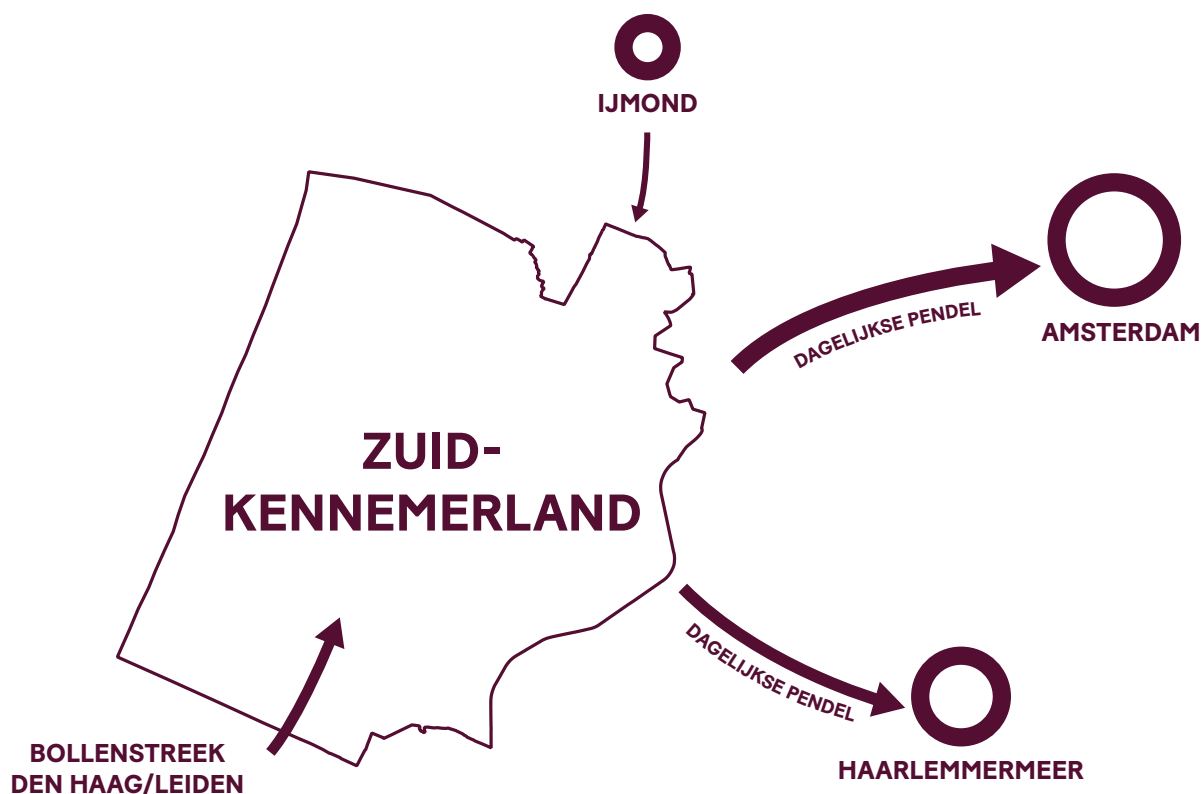 IJMOND
AMSTERDAM
DAGELIJKSE PENDEL
ZUID-
KENNEMERLAND
DAGELIJKSE PENDEL
HAARLEMMERMEER
BOLLENSTREEK
DEN HAAG/LEIDEN